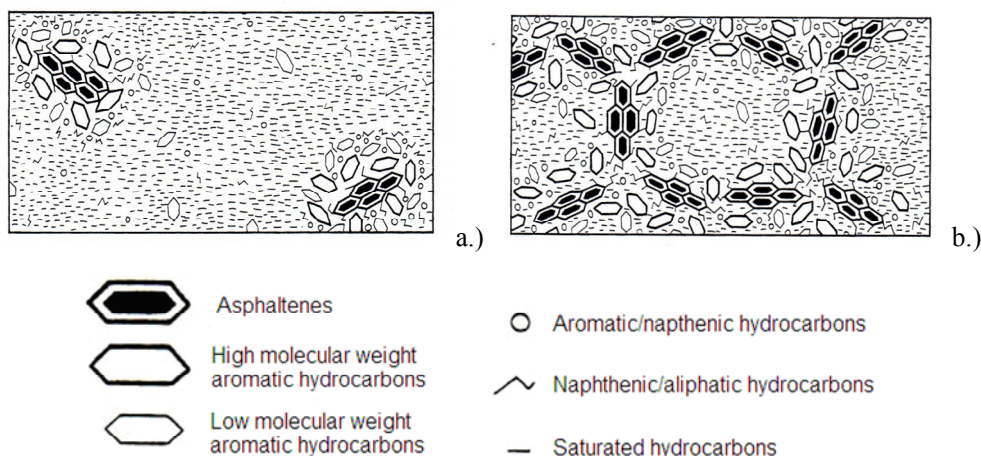 a.)
b.)
Asphaltenes
High molecular weight
aromatic hydrocarbons
Low molecular weight
aromatic hydrocarbons
Aromatic/napthenic hydrocarbons
Naphthenic/aliphatic hydrocarbons
Saturated hydrocarbons